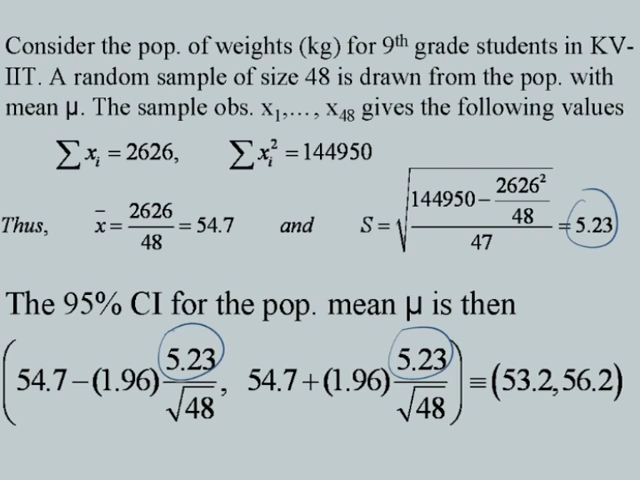 Consider the pop. of weights (kg) for 9th grade students in KV-
IIT. A random sample of size 48 is drawn from the pop. with
mean μ. The sample obs. x₁,..., x₄₈ gives the following values
∑ xᵢ = 2626, ∑ xᵢ² = 144950
Thus, x̄ = 2626/48 = 54.7 and S = √((144950 − 2626²/48)/47) = 5.23
The 95% CI for the pop. mean μ is then
(54.7 − (1.96) 5.23/√48, 54.7 + (1.96) 5.23/√48) ≡ (53.2, 56.2)